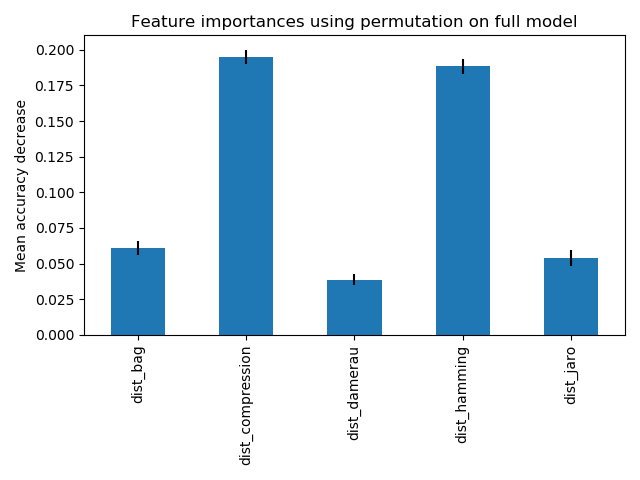 Feature importances using permutation on full model
Mean accuracy decrease
0.200
0.175
0.150
0.125
0.100
0.075
0.050
0.025
0.000
dist_bag
dist_compression
dist_damerau
dist_hamming
dist_jaro